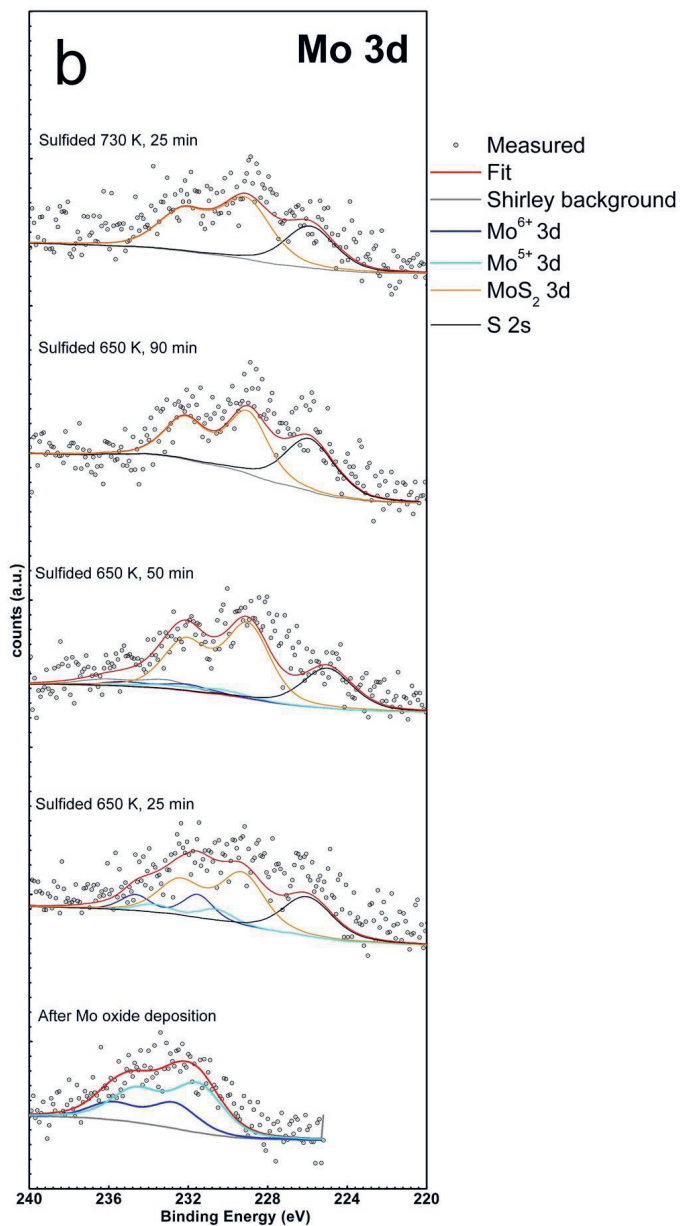 b
Mo 3d
Sulfided 730 K, 25 min
Measured
Fit
Shirley background
Mo⁶⁺ 3d
Mo⁵⁺ 3d
MoS₂ 3d
S 2s
Sulfided 650 K, 90 min
Sulfided 650 K, 50 min
counts (a.u.)
Sulfided 650 K, 25 min
After Mo oxide deposition
240 236 232 228 224 220
Binding Energy (eV)